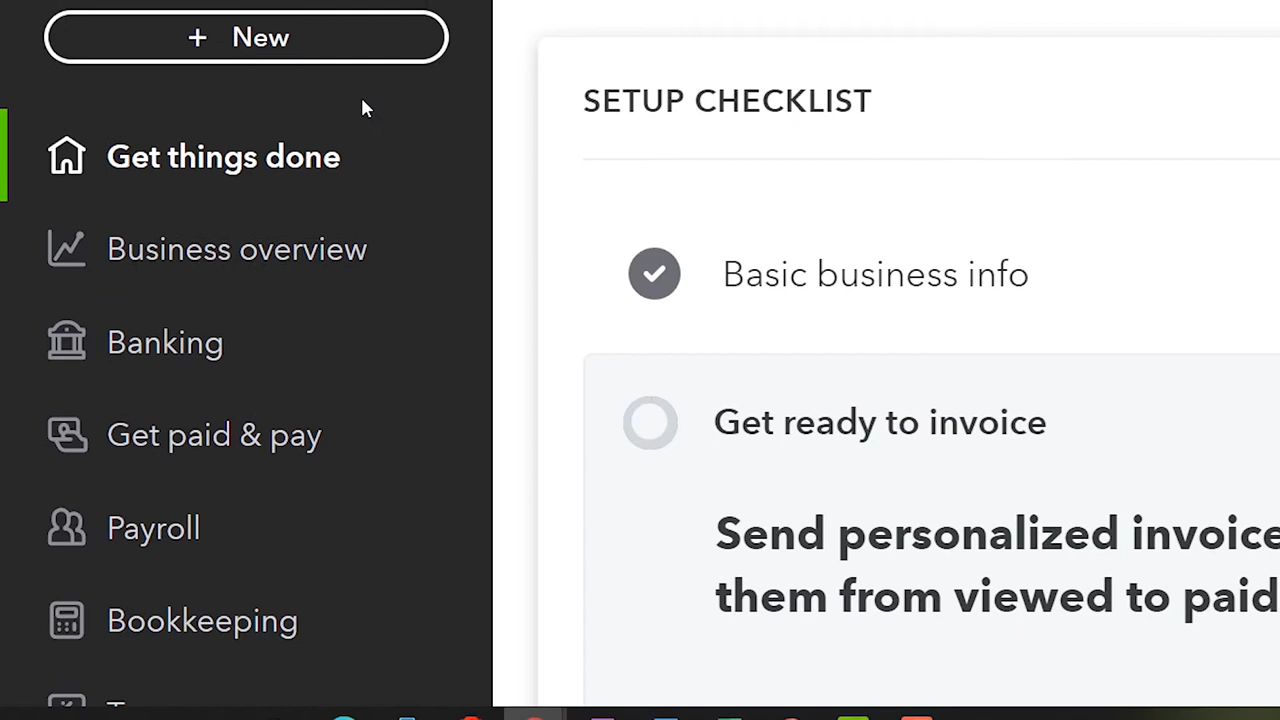 + New
Get things done
Business overview
Banking
Get paid & pay
Payroll
Bookkeeping
SETUP CHECKLIST
Basic business info
Get ready to invoice
Send personalized invoice
them from viewed to paid